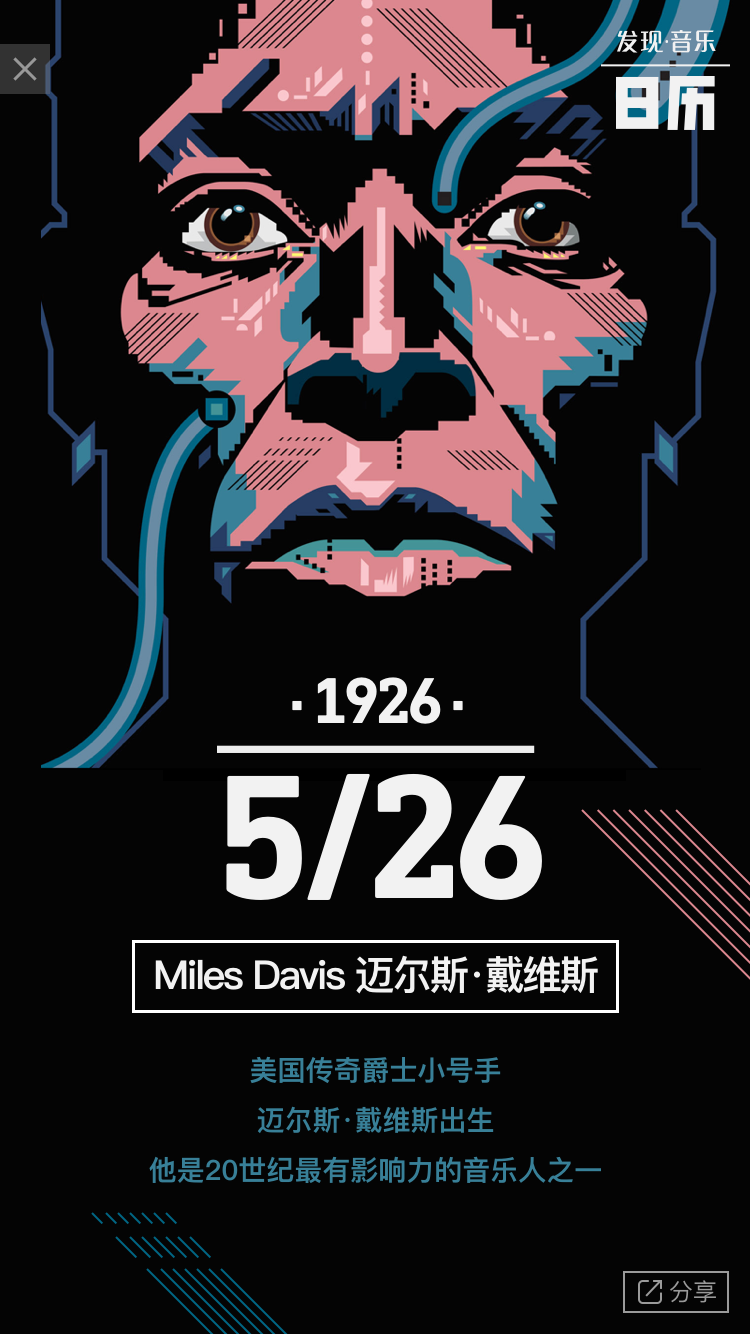 发现·音乐
日历
·1926·
5/26
Miles Davis 迈尔斯·戴维斯
美国传奇爵士小号手
迈尔斯·戴维斯出生
他是20世纪最有影响力的音乐人之一
分享